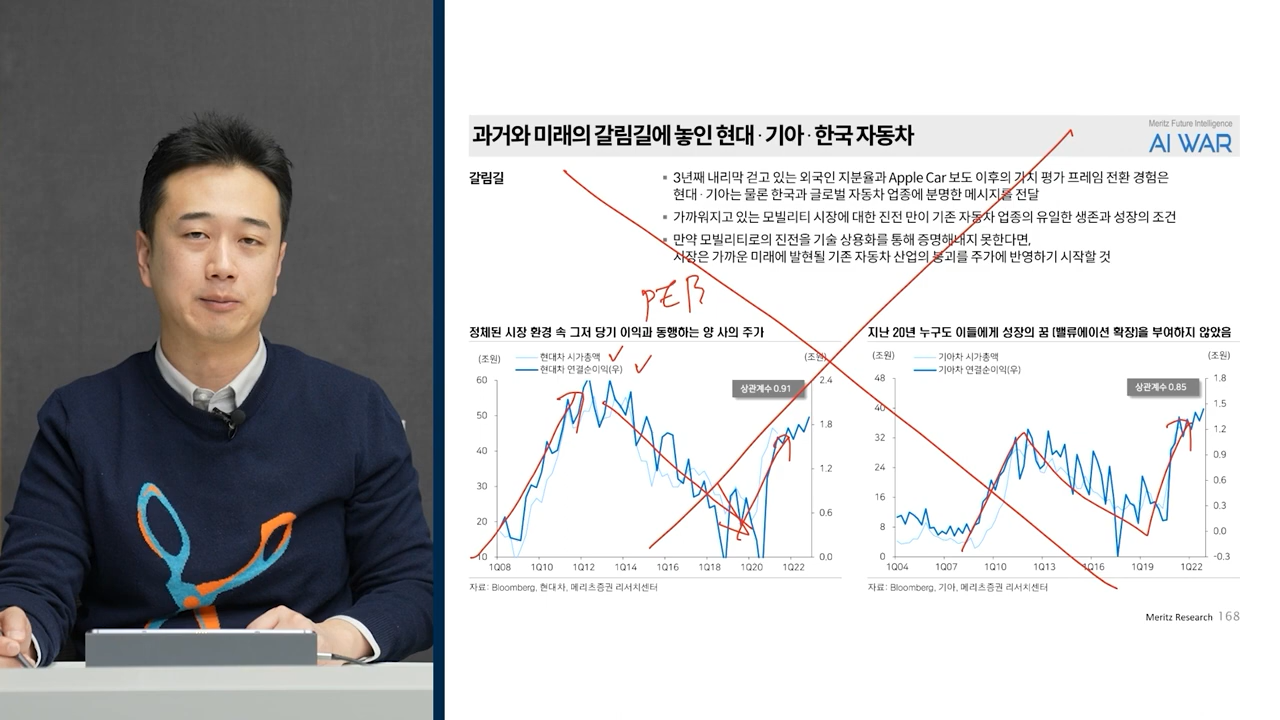 과거와 미래의 갈림길에 놓인 현대·기아·한국 자동차
Meritz Future Intelligence
AI WAR
갈림길
▪ 3년째 내리막 걷고 있는 외국인 지분율과 Apple Car 보도 이후의 가치 평가 프레임 전환 경험은
현대·기아는 물론 한국과 글로벌 자동차 업종에 분명한 메시지를 전달
▪ 가까워지고 있는 모빌리티 시장에 대한 진전 만이 기존 자동차 업종의 유일한 생존과 성장의 조건
▪ 만약 모빌리티로의 진전을 기술 상용화를 통해 증명해내지 못한다면,
시장은 가까운 미래에 발현될 기존 자동차 산업의 붕괴를 주가에 반영하기 시작할 것
PER
정체된 시장 환경 속 그저 당기 이익과 동행하는 양 사의 주가
(조원)
현대차 시가총액
현대차 연결순이익(우)
(조원)
상관계수 0.91
60
50
40
30
20
10
2.4
1.8
1.2
0.6
0.0
1Q08 1Q10 1Q12 1Q14 1Q16 1Q18 1Q20 1Q22
자료: Bloomberg, 현대차, 메리츠증권 리서치센터
지난 20년 누구도 이들에게 성장의 꿈 (밸류에이션 확장)을 부여하지 않았음
(조원)
기아차 시가총액
기아차 연결순이익(우)
(조원)
상관계수 0.85
48
40
32
24
16
8
0
1.8
1.5
1.2
0.9
0.6
0.3
0.0
-0.3
1Q04 1Q07 1Q10 1Q13 1Q16 1Q19 1Q22
자료: Bloomberg, 기아, 메리츠증권 리서치센터
Meritz Research 168